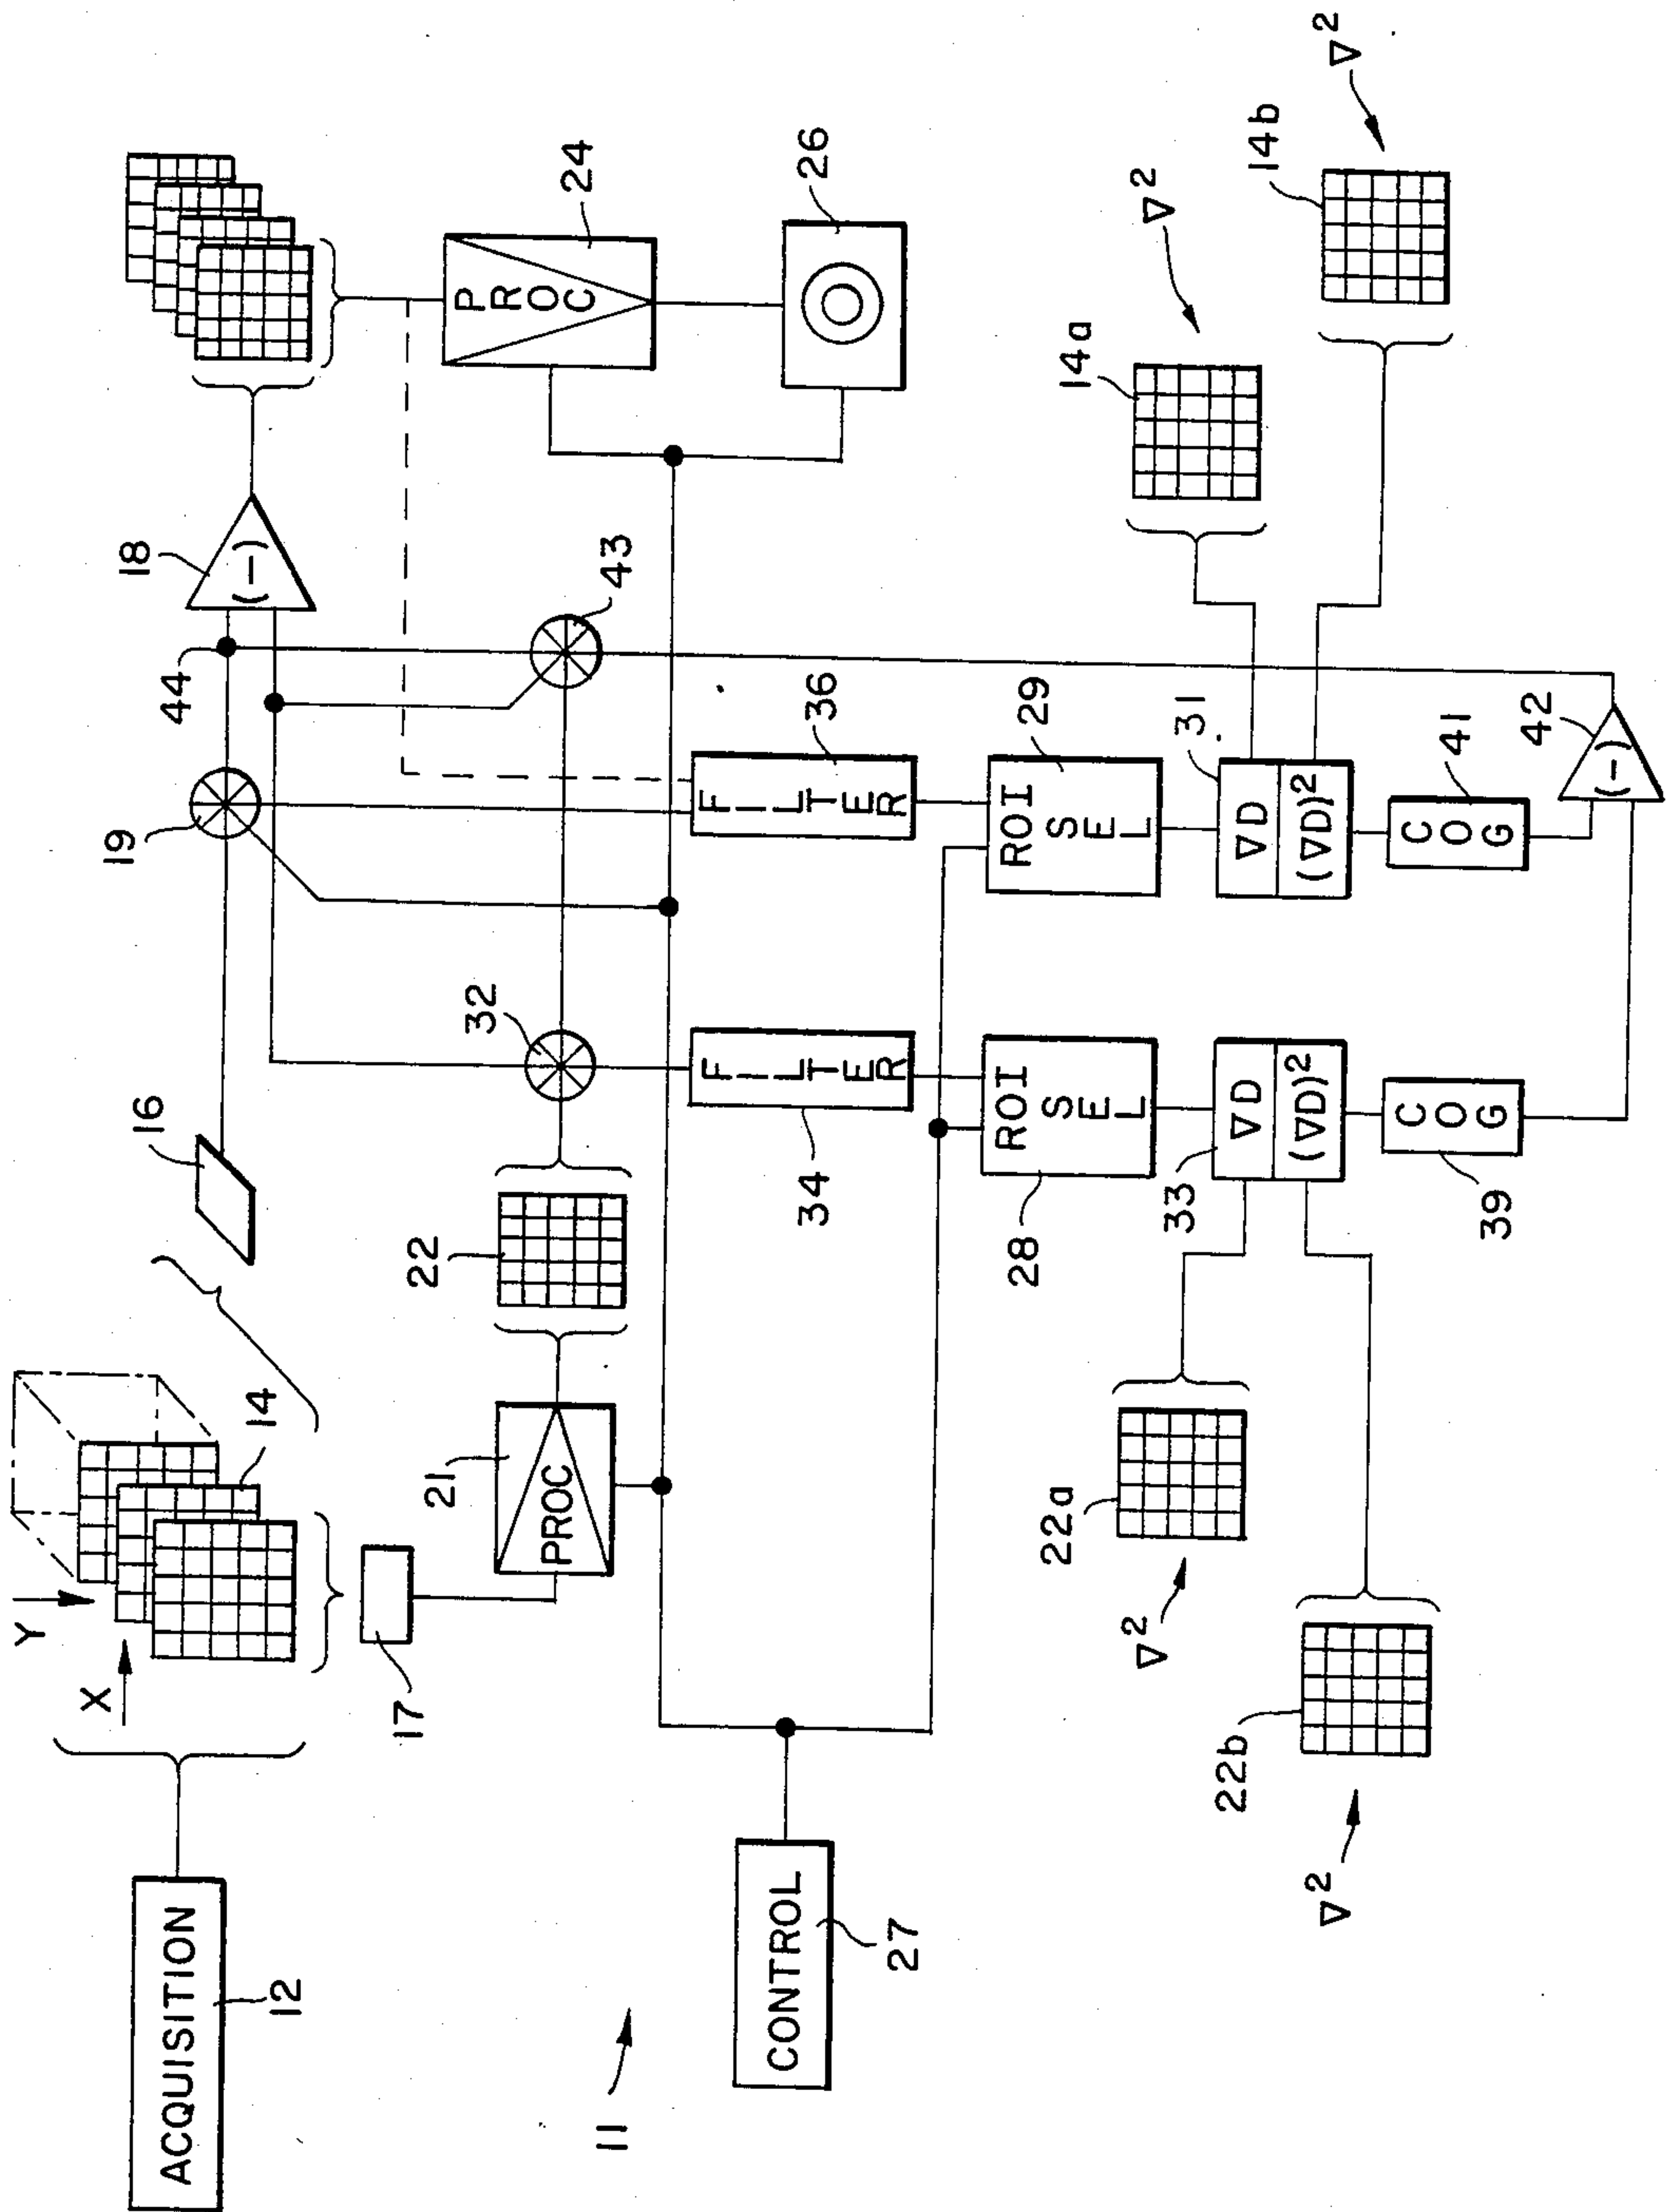 ACQUISITION
12
X
Y
14
16
17
19
44
18
(-)
PROC
21
22
32
43
PROC
24
26
CONTROL
27
11
FILTER
34
FILTER
36
ROI
SEL
28
ROI
SEL
29
∇D
(∇D)²
33
∇D
(∇D)²
31
COG
39
COG
41
(-)
42
22a
∇²
22b
∇²
14a
∇²
14b
∇²